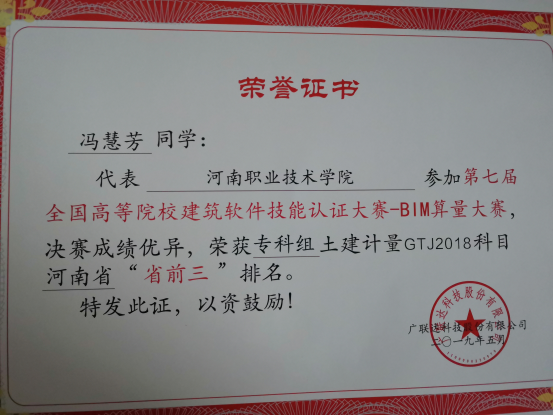 荣誉证书
冯慧芳 同学：
代表 河南职业技术学院 参加第七届
全国高等院校建筑软件技能认证大赛-BIM算量大赛，
决赛成绩优异，荣获专科组土建计量GTJ2018科目
河南省“省前三”排名。
特发此证，以资鼓励！
广联达科技股份有限公司
二〇一九年五月